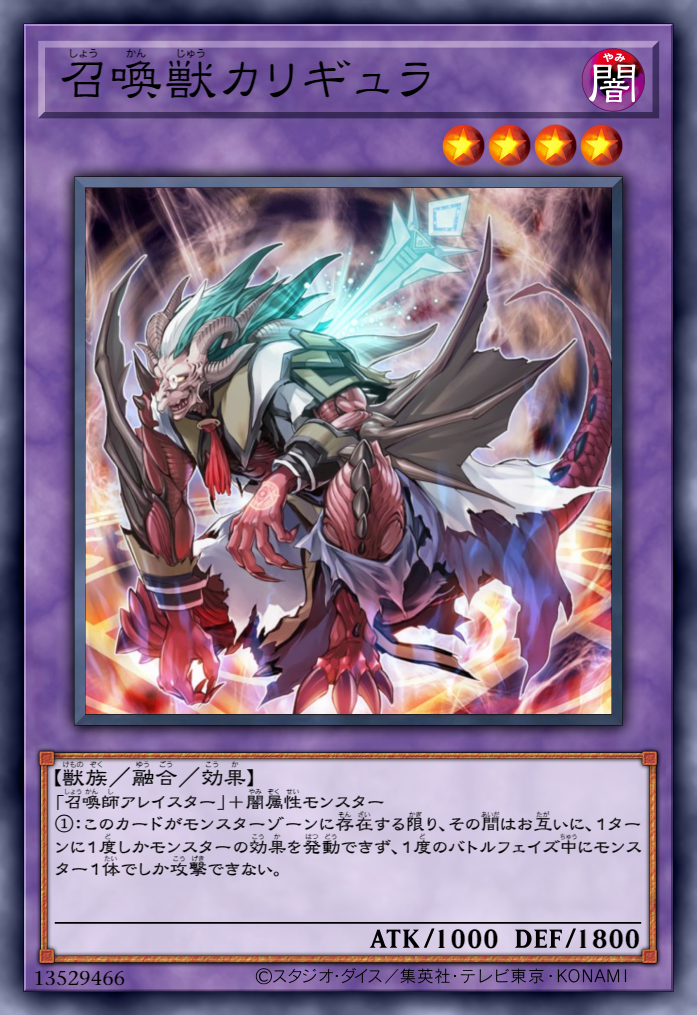 召喚獣カリギュラ
闇
【獣族／融合／効果】
「召喚師アレイスター」＋闇属性モンスター
①：このカードがモンスターゾーンに存在する限り、その間はお互いに、１ター
ンに１度しかモンスターの効果を発動できず、１度のバトルフェイズ中にモンス
ター１体でしか攻撃できない。
ATK/1000 DEF/1800
13529466 ©スタジオ・ダイス／集英社・テレビ東京・KONAMI